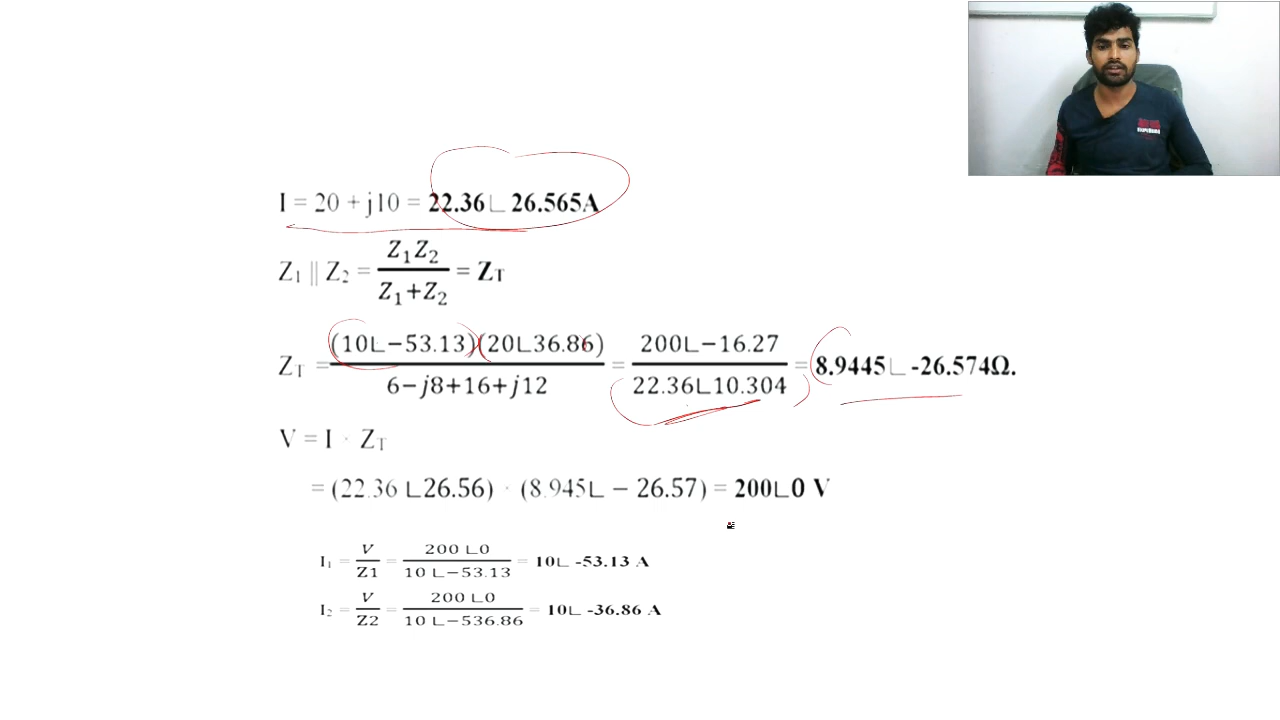 I = 20 + j10 = 22.36∟ 26.565A
Z₁ || Z₂ = Z₁Z₂ / Z₁+Z₂ = Z_T
Z_T = (10∟−53.13)(20∟36.86) / 6−j8+16+j12 = 200∟−16.27 / 22.36∟10.304 = 8.9445∟ -26.574Ω.
V = I · Z_T
= (22.36 ∟26.56) · (8.945∟ − 26.57) = 200∟0 V
I₁ = V / Z1 = 200 ∟0 / 10 ∟−53.13 = 10∟ -53.13 A
I₂ = V / Z2 = 200 ∟0 / 10 ∟−536.86 = 10∟ -36.86 A